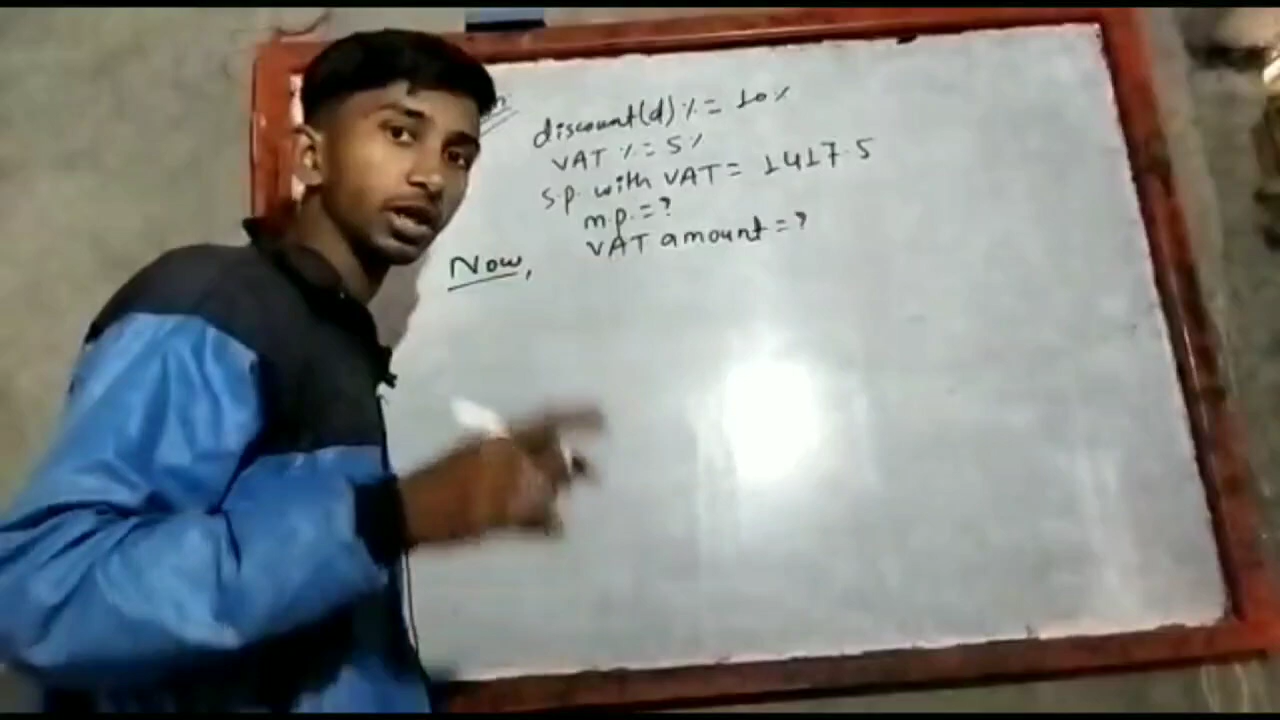 discount(d) % = 10%
VAT % = 5%
S.P. with VAT = 1417.5
m.p. = ?
VAT amount = ?
Now,